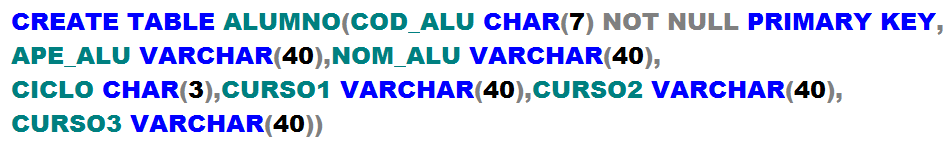 CREATE TABLE ALUMNO(COD_ALU CHAR(7) NOT NULL PRIMARY KEY,
APE_ALU VARCHAR(40),NOM_ALU VARCHAR(40),
CICLO CHAR(3),CURSO1 VARCHAR(40),CURSO2 VARCHAR(40),
CURSO3 VARCHAR(40))